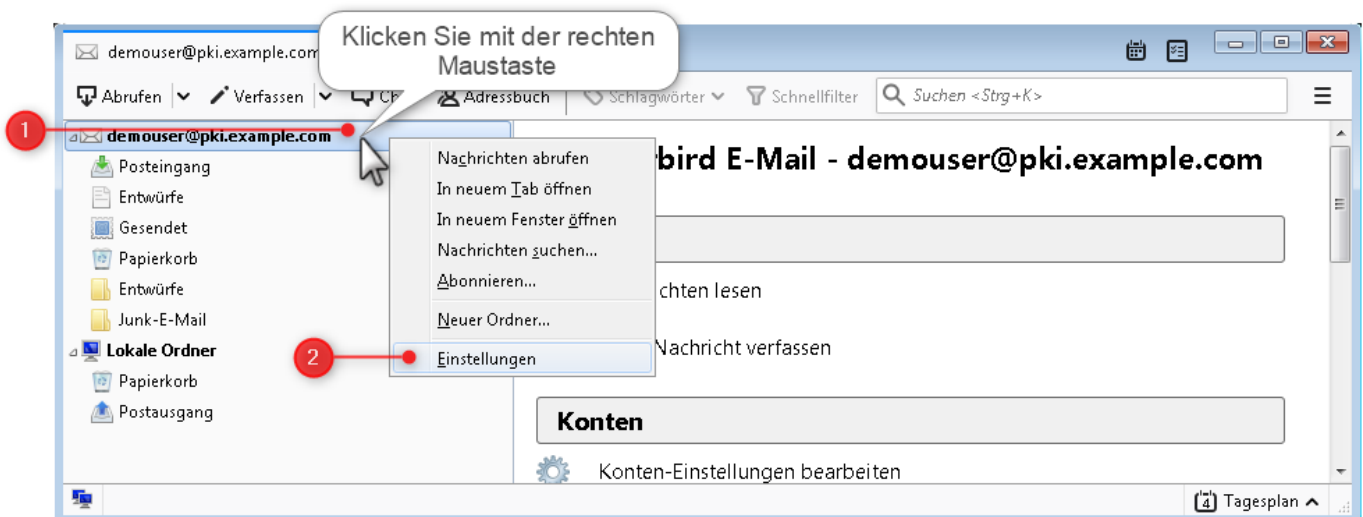 Klicken Sie mit der rechten
Maustaste
demouser@pki.example.com
Abrufen
Verfassen
Adressbuch
Schlagwörter
Schnellfilter
Suchen <Strg+K>
1
demouser@pki.example.com
Posteingang
Entwürfe
Gesendet
Papierkorb
Entwürfe
Junk-E-Mail
Lokale Ordner
Papierkorb
Postausgang
Nachrichten abrufen
In neuem Tab öffnen
In neuem Fenster öffnen
Nachrichten suchen...
Abonnieren...
Neuer Ordner...
2
Einstellungen
bird E-Mail - demouser@pki.example.com
chten lesen
Nachricht verfassen
Konten
Konten-Einstellungen bearbeiten
4
Tagesplan